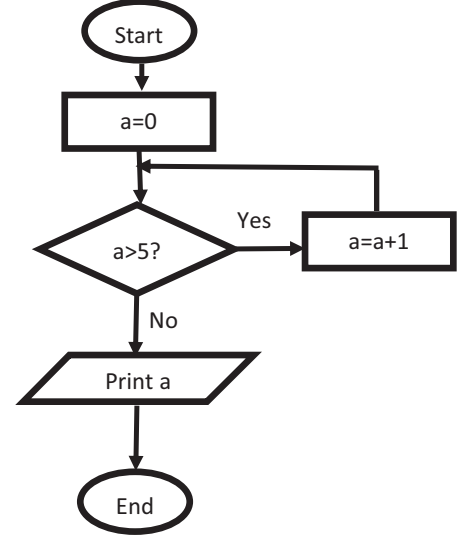 Start
a=0
a>5?
Yes
a=a+1
No
Print a
End